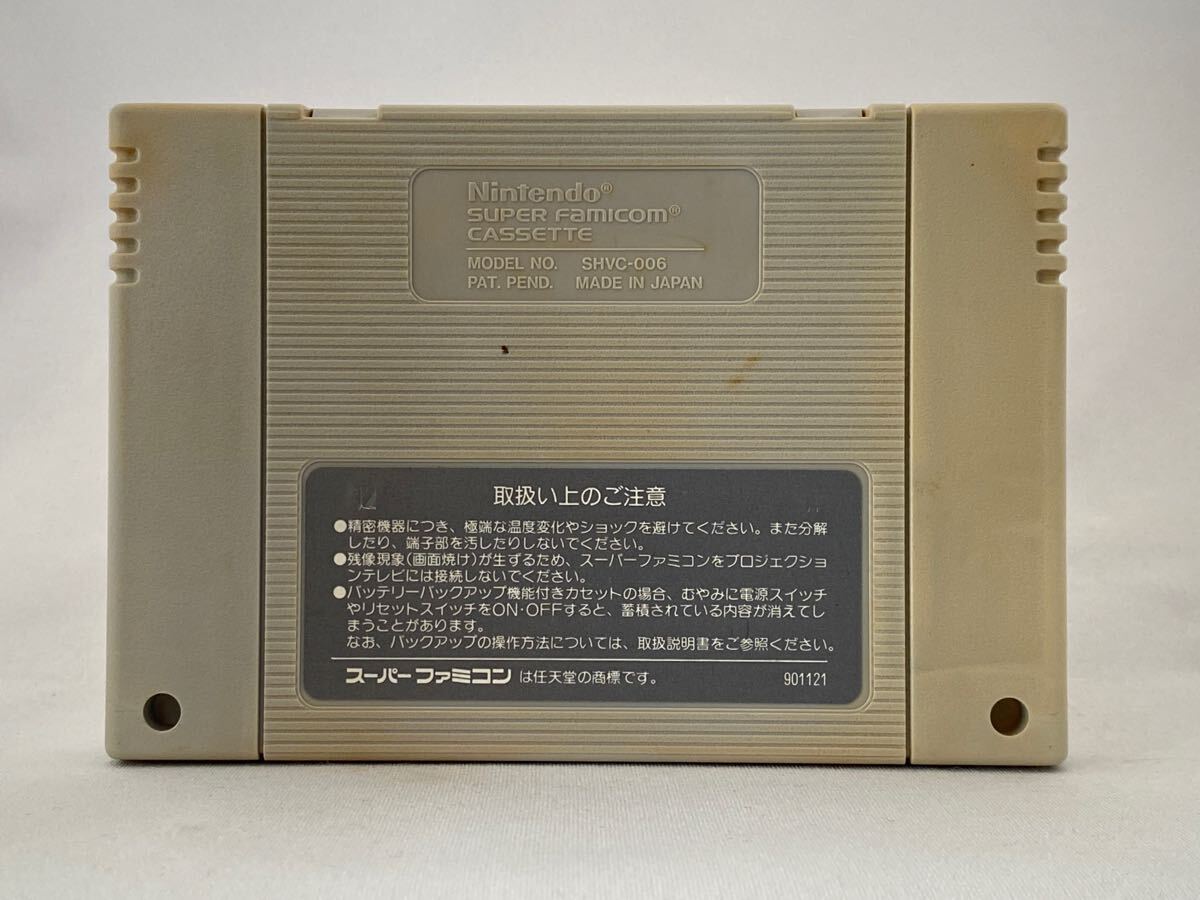 Nintendo®
SUPER FAMICOM®
CASSETTE
MODEL NO. SHVC-006
PAT. PEND. MADE IN JAPAN
取扱い上のご注意
●精密機器につき、極端な温度変化やショックを避けてください。また分解
したり、端子部を汚したりしないでください。
●残像現象(画面焼け)が生ずるため、スーパーファミコンをプロジェクショ
ンテレビには接続しないでください。
●バッテリーバックアップ機能付きカセットの場合、むやみに電源スイッチ
やリセットスイッチをON・OFFすると、蓄積されている内容が消えてし
まうことがあります。
なお、バックアップの操作方法については、取扱説明書をご参照ください。
スーパーファミコン は任天堂の商標です。 901121